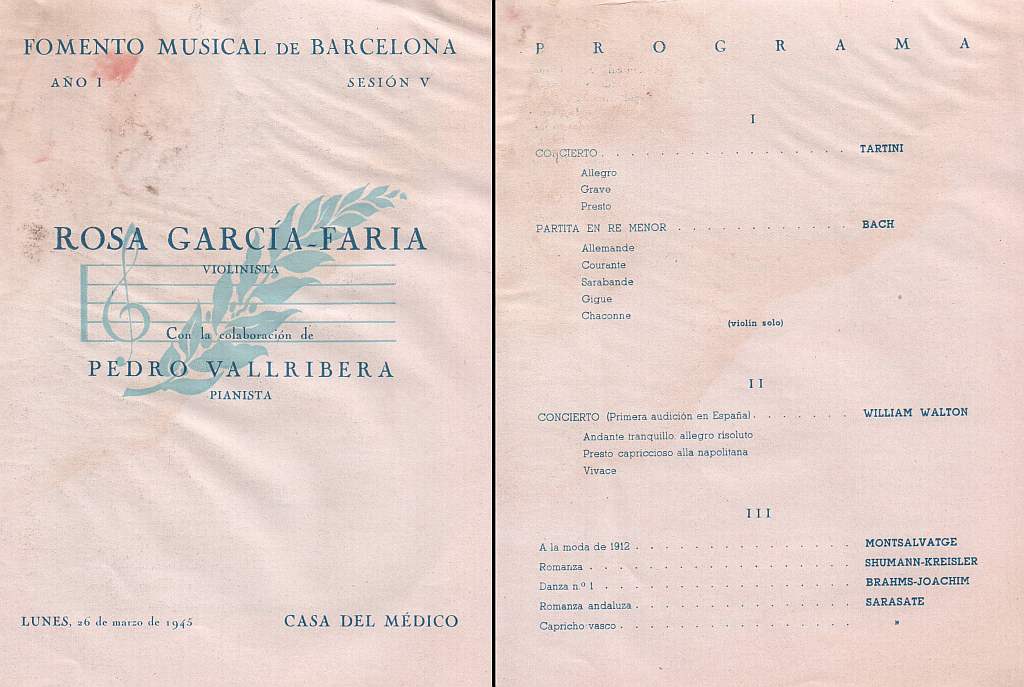 FOMENTO MUSICAL DE BARCELONA
AÑO I SESIÓN V
ROSA GARCÍA-FARIA
VIOLINISTA
Con la colaboración de
PEDRO VALLRIBERA
PIANISTA
LUNES, 26 de marzo de 1945 CASA DEL MÉDICO
PROGRAMA
I
CONCIERTO . . . . . . . . . . . . . . . . . TARTINI
Allegro
Grave
Presto
PARTITA EN RE MENOR . . . . . . . . . . . . BACH
Allemande
Courante
Sarabande
Gigue
Chaconne
(violin solo)
II
CONCIERTO (Primera audición en España) . . . . . . . WILLIAM WALTON
Andante tranquillo, allegro risoluto
Presto capriccioso alla napolitana
Vivace
III
A la moda de 1912 . . . . . . . . . . . . . . . MONTSALVATGE
Romanza . . . . . . . . . . . . . . . . . . SHUMANN-KREISLER
Danza n.º 1 . . . . . . . . . . . . . . . . . BRAHMS-JOACHIM
Romanza andaluza . . . . . . . . . . . . . . . SARASATE
Capricho vasco . . . . . . . . . . . . . . . . »